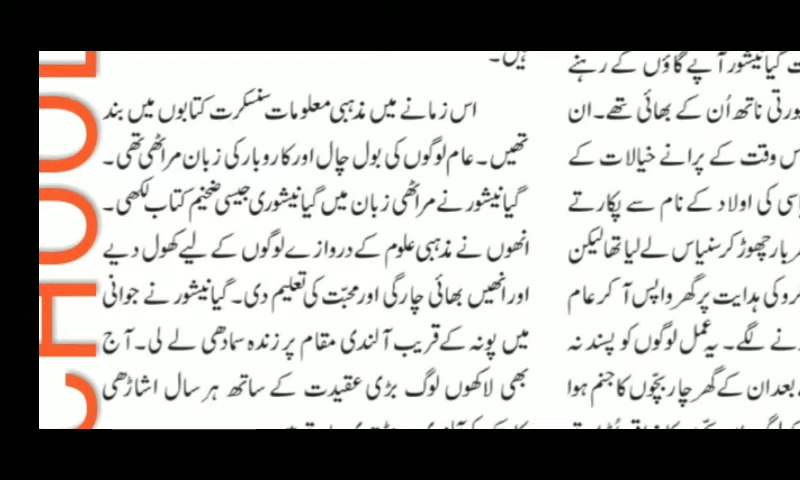 ت گیانیشور آپے گاؤں کے رہنے
ورتی ناتھ اُن کے بھائی تھے۔ ان
س وقت کے پرانے خیالات کے
اسی کی اولاد کے نام سے پکارتے
ر بار چھوڑ کر سنیاس لے لیا تھا لیکن
رو کی ہدایت پر گھر واپس آ کر عام
نے لگے۔ یہ عمل لوگوں کو پسند نہ
بعد ان کے گھر چار بچّوں کا جنم ہوا
ہیں۔
اس زمانے میں مذہبی معلومات سنسکرت کتابوں میں بند
تھیں۔ عام لوگوں کی بول چال اور کاروبار کی زبان مراٹھی تھی۔
گیانیشور نے مراٹھی زبان میں گیانیشوری جیسی ضخیم کتاب لکھی۔
انھوں نے مذہبی علوم کے دروازے لوگوں کے لیے کھول دیے
اور انھیں بھائی چارگی اور محبّت کی تعلیم دی۔ گیانیشور نے جوانی
میں پونہ کے قریب آلندی مقام پر زندہ سمادھی لے لی۔ آج
بھی لاکھوں لوگ بڑی عقیدت کے ساتھ ہر سال اشاڑھی